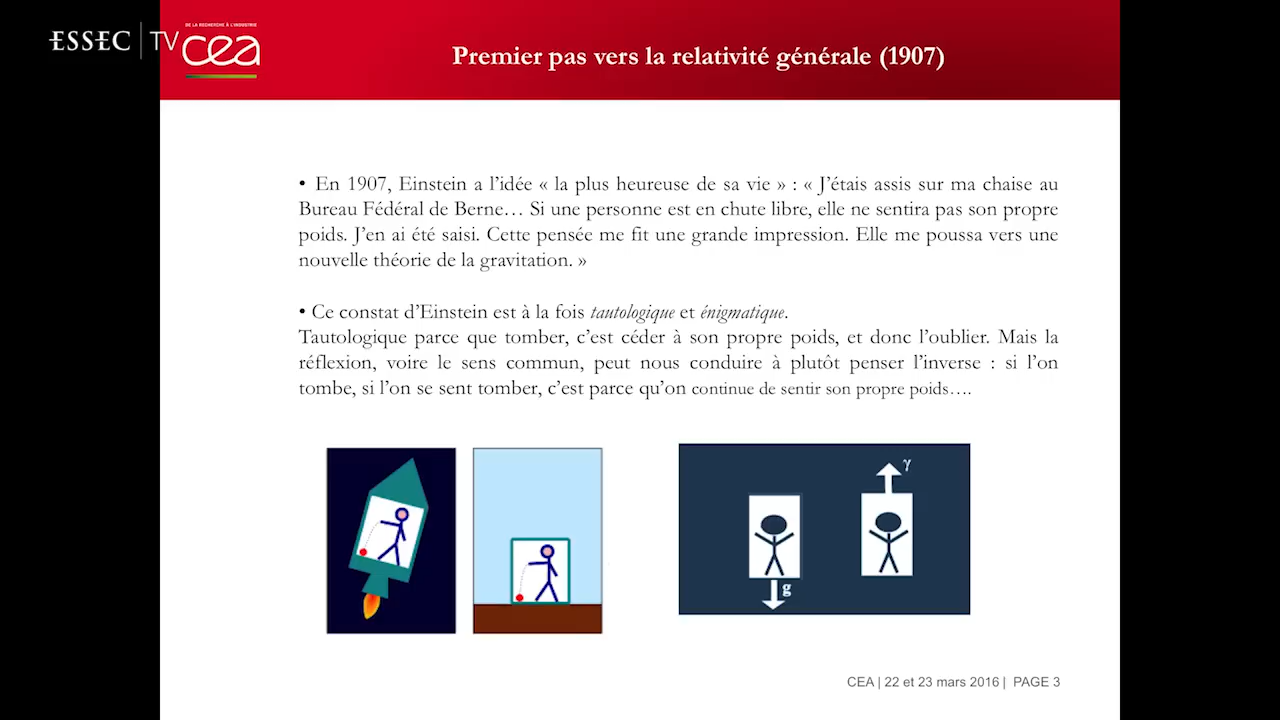 ESSEC TV
DE LA RECHERCHE À L'INDUSTRIE
cea
Premier pas vers la relativité générale (1907)
• En 1907, Einstein a l’idée « la plus heureuse de sa vie » : « J’étais assis sur ma chaise au
Bureau Fédéral de Berne… Si une personne est en chute libre, elle ne sentira pas son propre
poids. J’en ai été saisi. Cette pensée me fit une grande impression. Elle me poussa vers une
nouvelle théorie de la gravitation. »
• Ce constat d’Einstein est à la fois tautologique et énigmatique.
Tautologique parce que tomber, c’est céder à son propre poids, et donc l’oublier. Mais la
réflexion, voire le sens commun, peut nous conduire à plutôt penser l’inverse : si l’on
tombe, si l’on se sent tomber, c’est parce qu’on continue de sentir son propre poids….
γ
g
CEA | 22 et 23 mars 2016 | PAGE 3